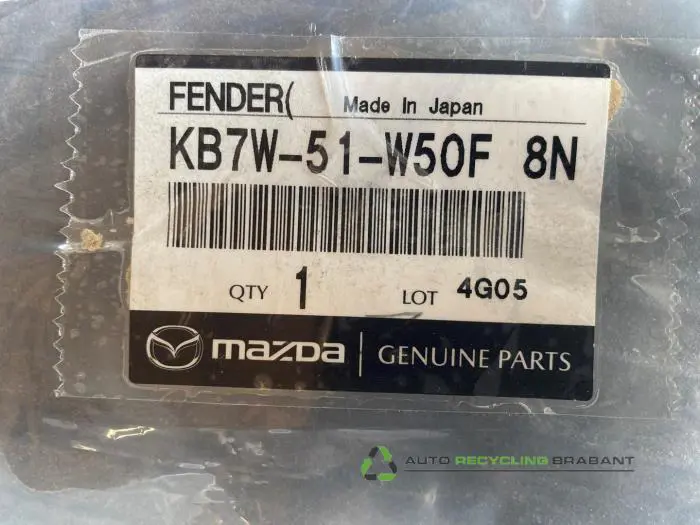 FENDER( Made In Japan
KB7W-51-W50F 8N
QTY 1 LOT 4G05
mazda GENUINE PARTS
AUTO RECYCLING BRABANT